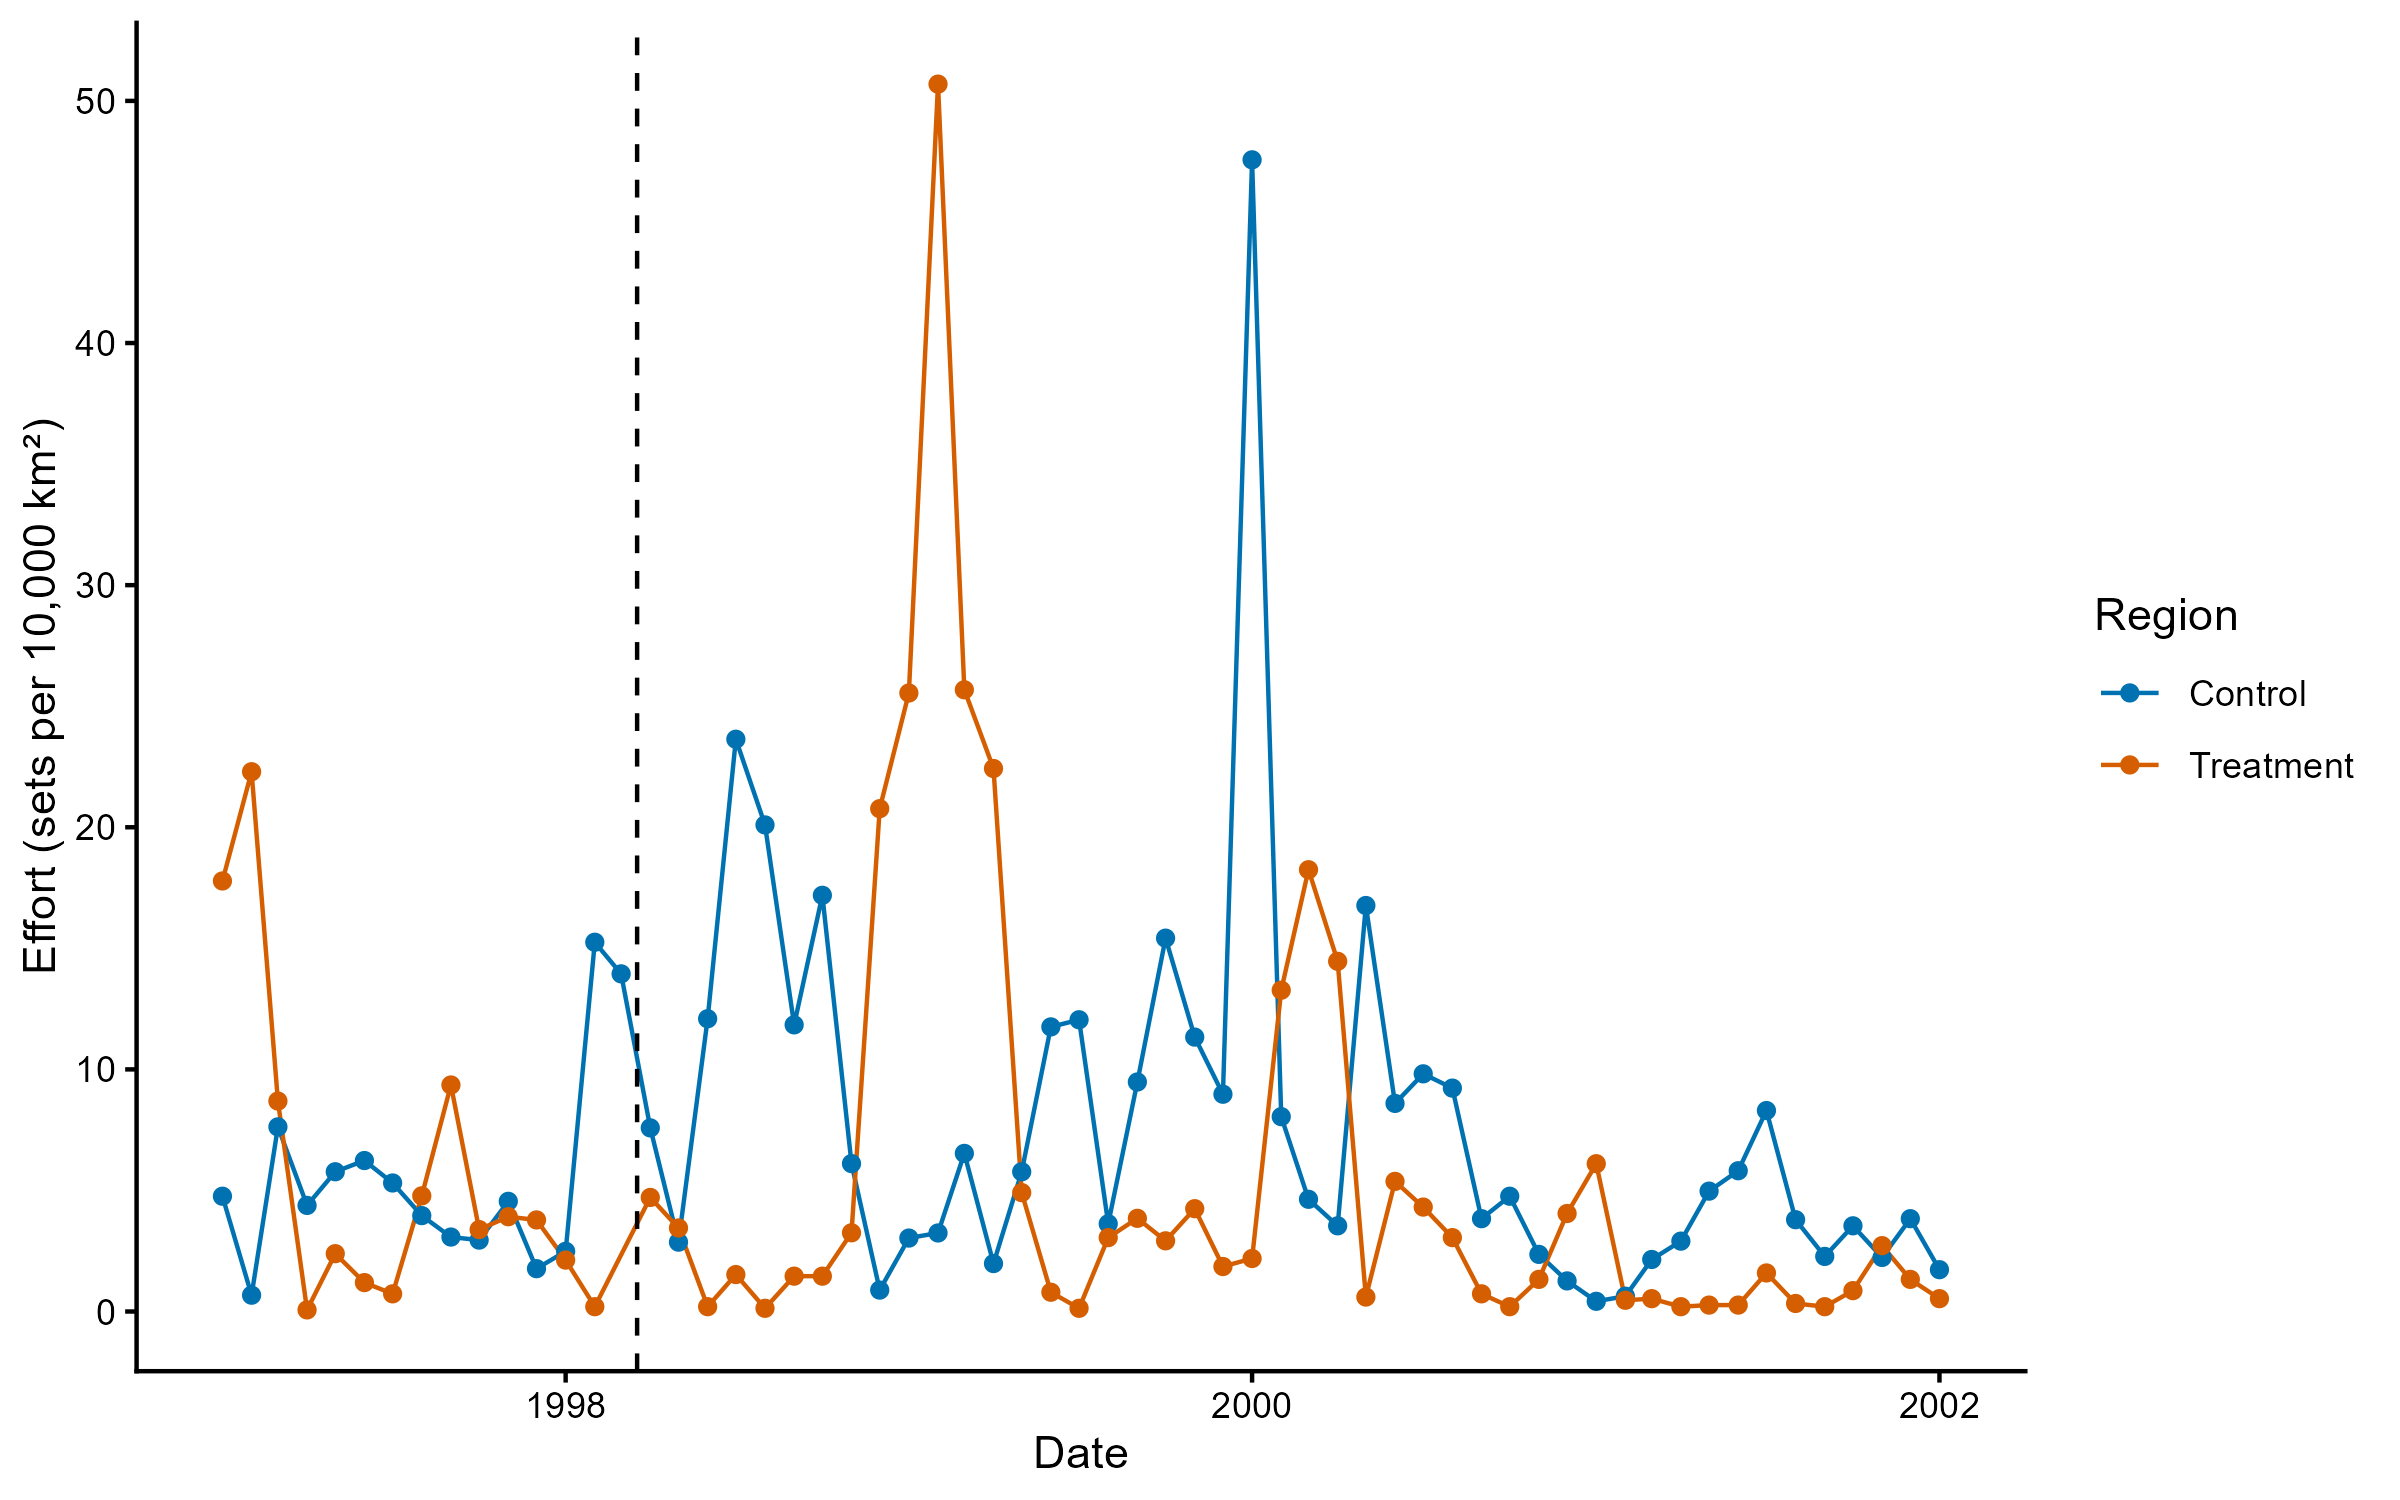 Effort (sets per 10,000 km²)
50
40
30
20
10
0
1998
2000
2002
Date
Region
Control
Treatment